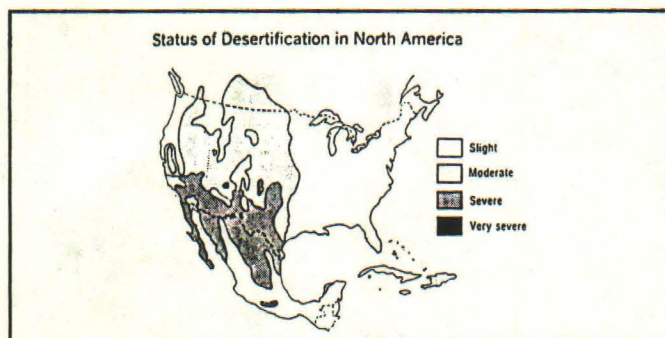 Status of Desertification in North America
Slight
Moderate
Severe
Very severe